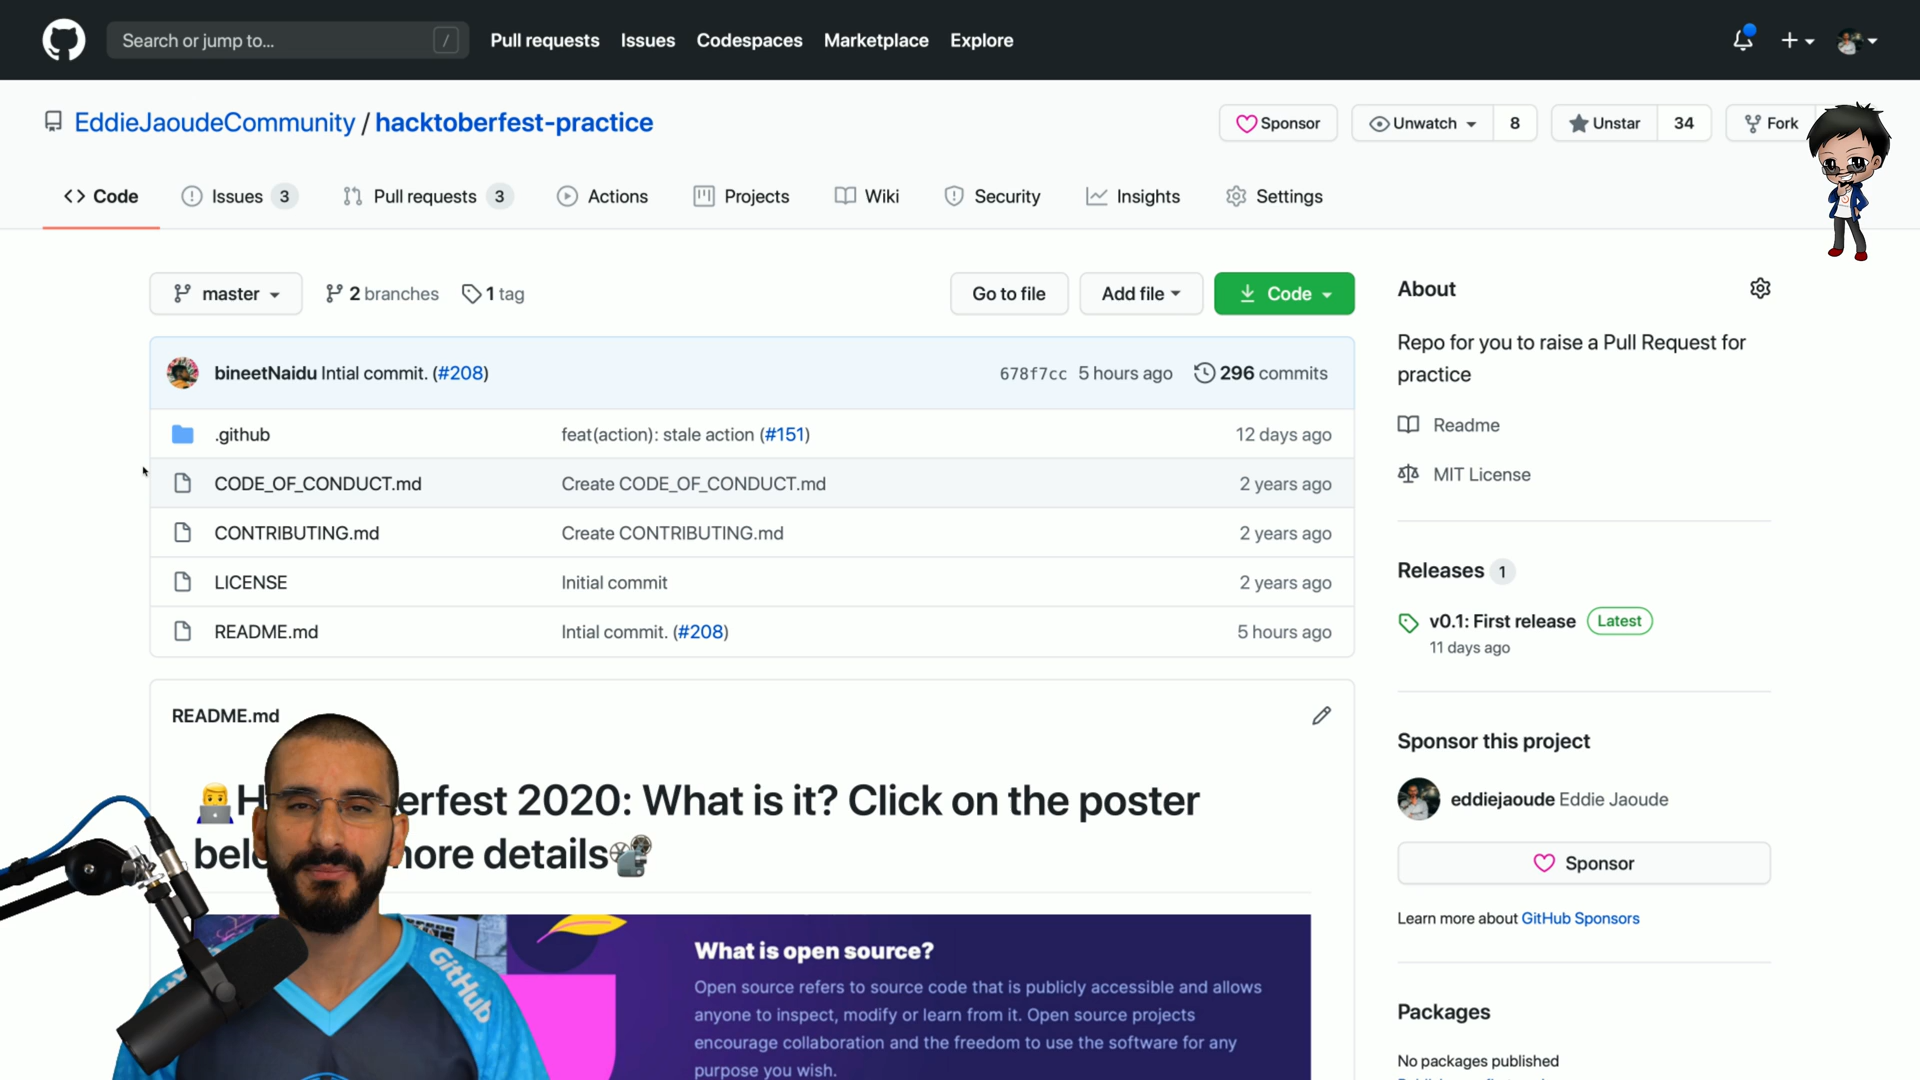 Search or jump to... /
Pull requests Issues Codespaces Marketplace Explore
EddieJaoudeCommunity / hacktoberfest-practice
Sponsor Unwatch 8 Unstar 34 Fork
Code Issues 3 Pull requests 3 Actions Projects Wiki Security Insights Settings
master 2 branches 1 tag Go to file Add file Code
bineetNaidu Intial commit. (#208) 678f7cc 5 hours ago 296 commits
.github feat(action): stale action (#151) 12 days ago
CODE_OF_CONDUCT.md Create CODE_OF_CONDUCT.md 2 years ago
CONTRIBUTING.md Create CONTRIBUTING.md 2 years ago
LICENSE Initial commit 2 years ago
README.md Intial commit. (#208) 5 hours ago
README.md
H erfest 2020: What is it? Click on the poster
bel ore details
What is open source?
Open source refers to source code that is publicly accessible and allows
anyone to inspect, modify or learn from it. Open source projects
encourage collaboration and the freedom to use the software for any
purpose you wish.
GitHub
About
Repo for you to raise a Pull Request for
practice
Readme
MIT License
Releases 1
v0.1: First release Latest
11 days ago
Sponsor this project
eddiejaoude Eddie Jaoude
Sponsor
Learn more about GitHub Sponsors
Packages
No packages published